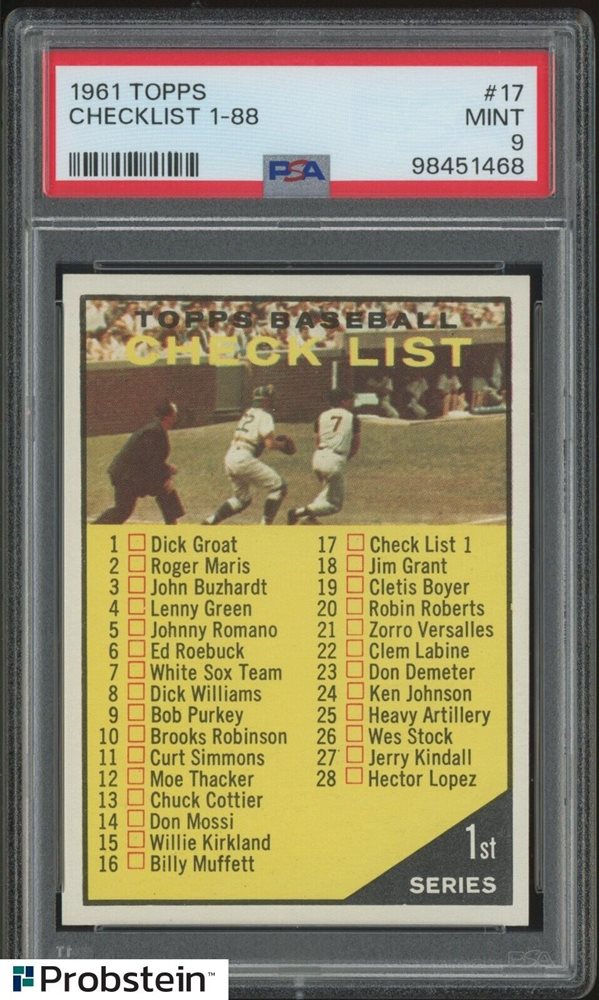 1961 TOPPS #17
CHECKLIST 1-88 MINT
9
98451468
PSA
TOPPS BASEBALL
CHECK LIST
2
7
1 Dick Groat
2 Roger Maris
3 John Buzhardt
4 Lenny Green
5 Johnny Romano
6 Ed Roebuck
7 White Sox Team
8 Dick Williams
9 Bob Purkey
10 Brooks Robinson
11 Curt Simmons
12 Moe Thacker
13 Chuck Cottier
14 Don Mossi
15 Willie Kirkland
16 Billy Muffett
17 Check List 1
18 Jim Grant
19 Cletis Boyer
20 Robin Roberts
21 Zorro Versalles
22 Clem Labine
23 Don Demeter
24 Ken Johnson
25 Heavy Artillery
26 Wes Stock
27 Jerry Kindall
28 Hector Lopez
1st
SERIES
PSA
Probstein™